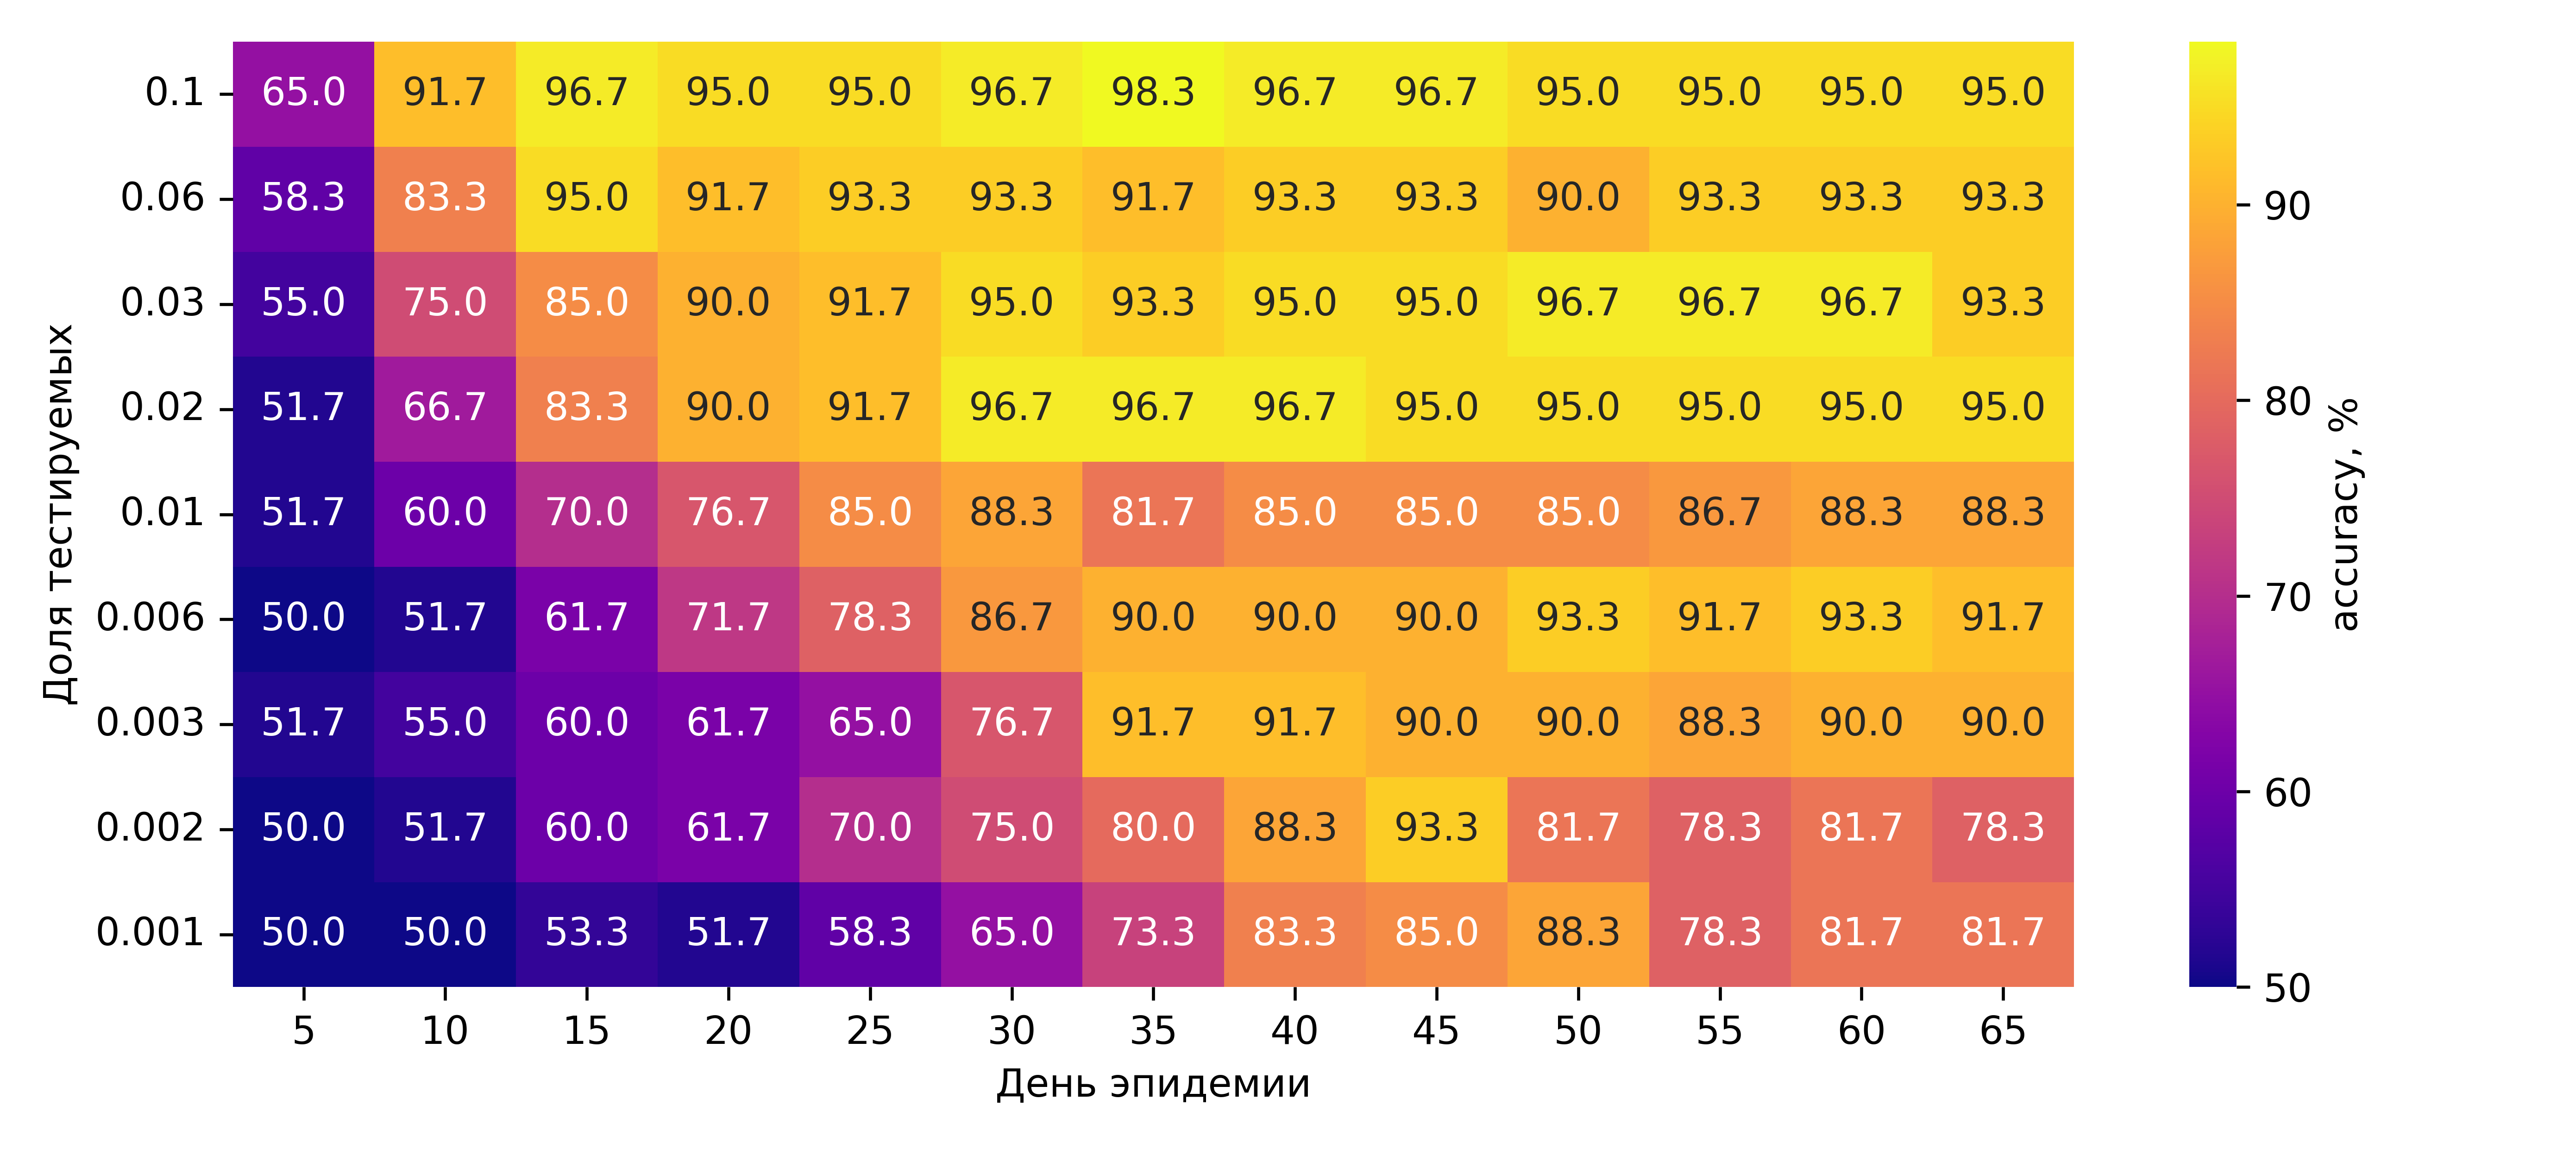 0.1 65.0 91.7 96.7 95.0 95.0 96.7 98.3 96.7 96.7 95.0 95.0 95.0 95.0
0.06 58.3 83.3 95.0 91.7 93.3 93.3 91.7 93.3 93.3 90.0 93.3 93.3 93.3
0.03 55.0 75.0 85.0 90.0 91.7 95.0 93.3 95.0 95.0 96.7 96.7 96.7 93.3
0.02 51.7 66.7 83.3 90.0 91.7 96.7 96.7 96.7 95.0 95.0 95.0 95.0 95.0
0.01 51.7 60.0 70.0 76.7 85.0 88.3 81.7 85.0 85.0 85.0 86.7 88.3 88.3
0.006 50.0 51.7 61.7 71.7 78.3 86.7 90.0 90.0 90.0 93.3 91.7 93.3 91.7
0.003 51.7 55.0 60.0 61.7 65.0 76.7 91.7 91.7 90.0 90.0 88.3 90.0 90.0
0.002 50.0 51.7 60.0 61.7 70.0 75.0 80.0 88.3 93.3 81.7 78.3 81.7 78.3
0.001 50.0 50.0 53.3 51.7 58.3 65.0 73.3 83.3 85.0 88.3 78.3 81.7 81.7
5 10 15 20 25 30 35 40 45 50 55 60 65
День эпидемии
Доля тестируемых
90
80
70
60
50
accuracy, %